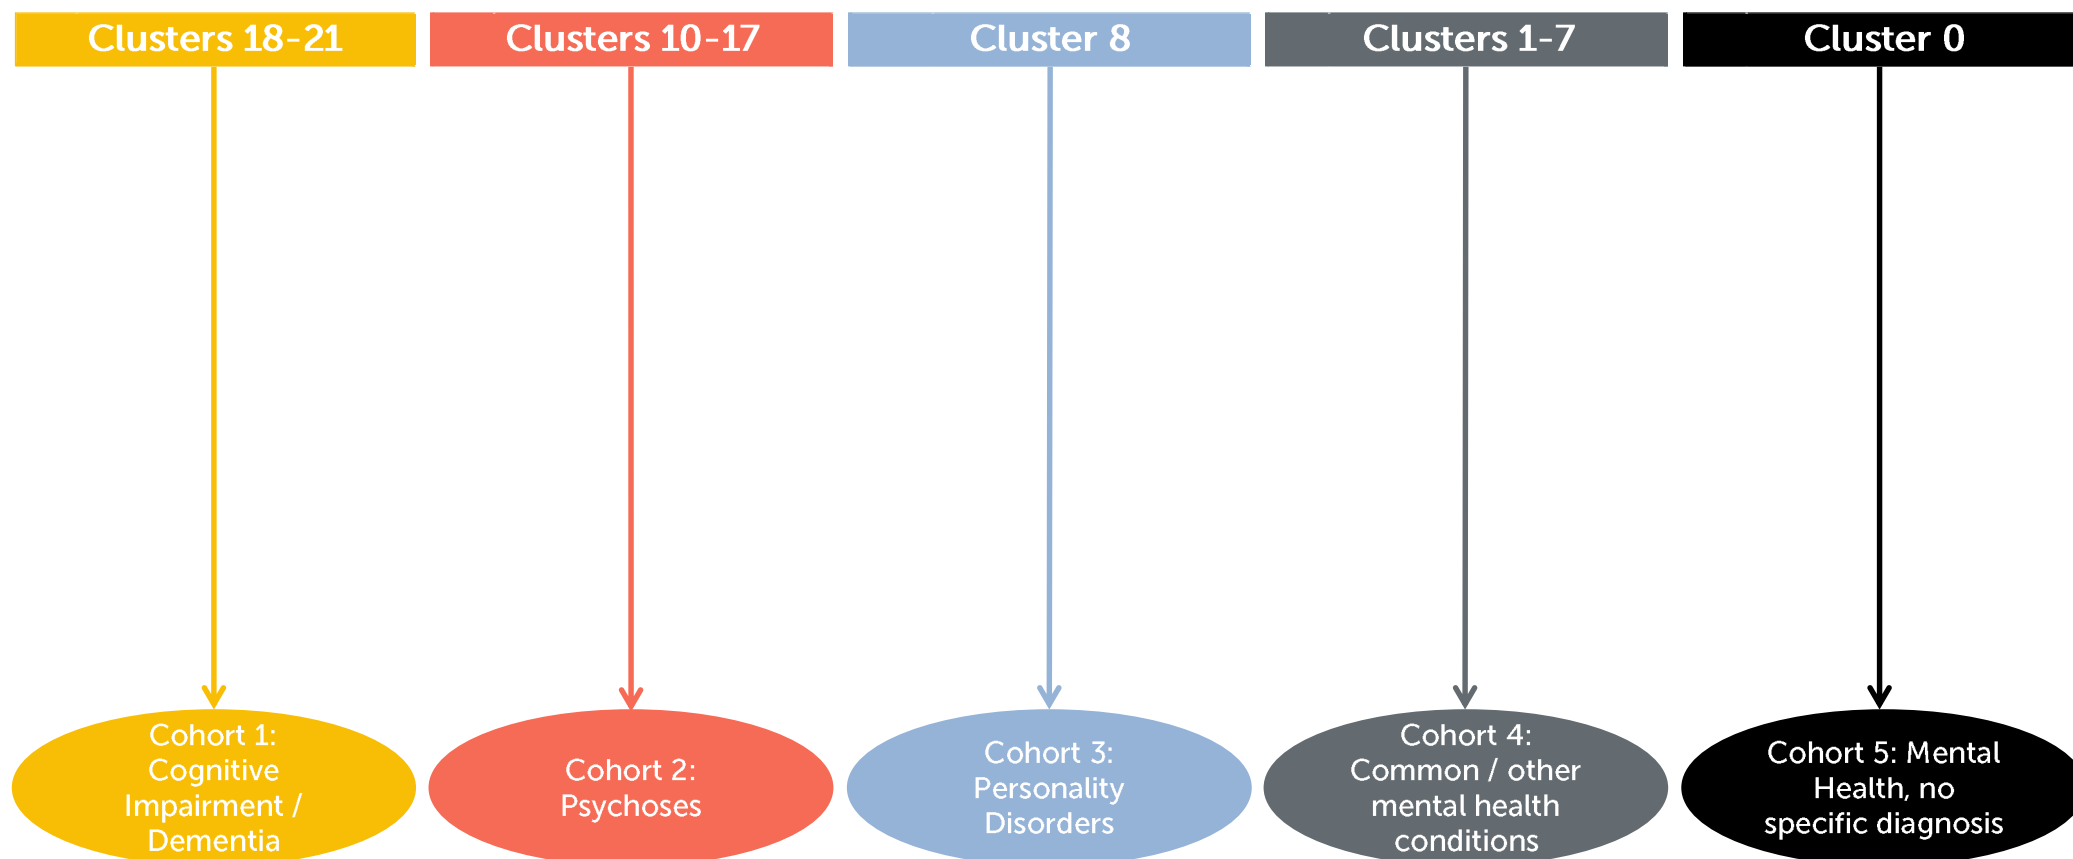 Clusters 18-21
Clusters 10-17
Cluster 8
Clusters 1-7
Cluster 0
Cohort 1:
Cognitive
Impairment /
Dementia
Cohort 2:
Psychoses
Cohort 3:
Personality
Disorders
Cohort 4:
Common / other
mental health
conditions
Cohort 5: Mental
Health, no
specific diagnosis